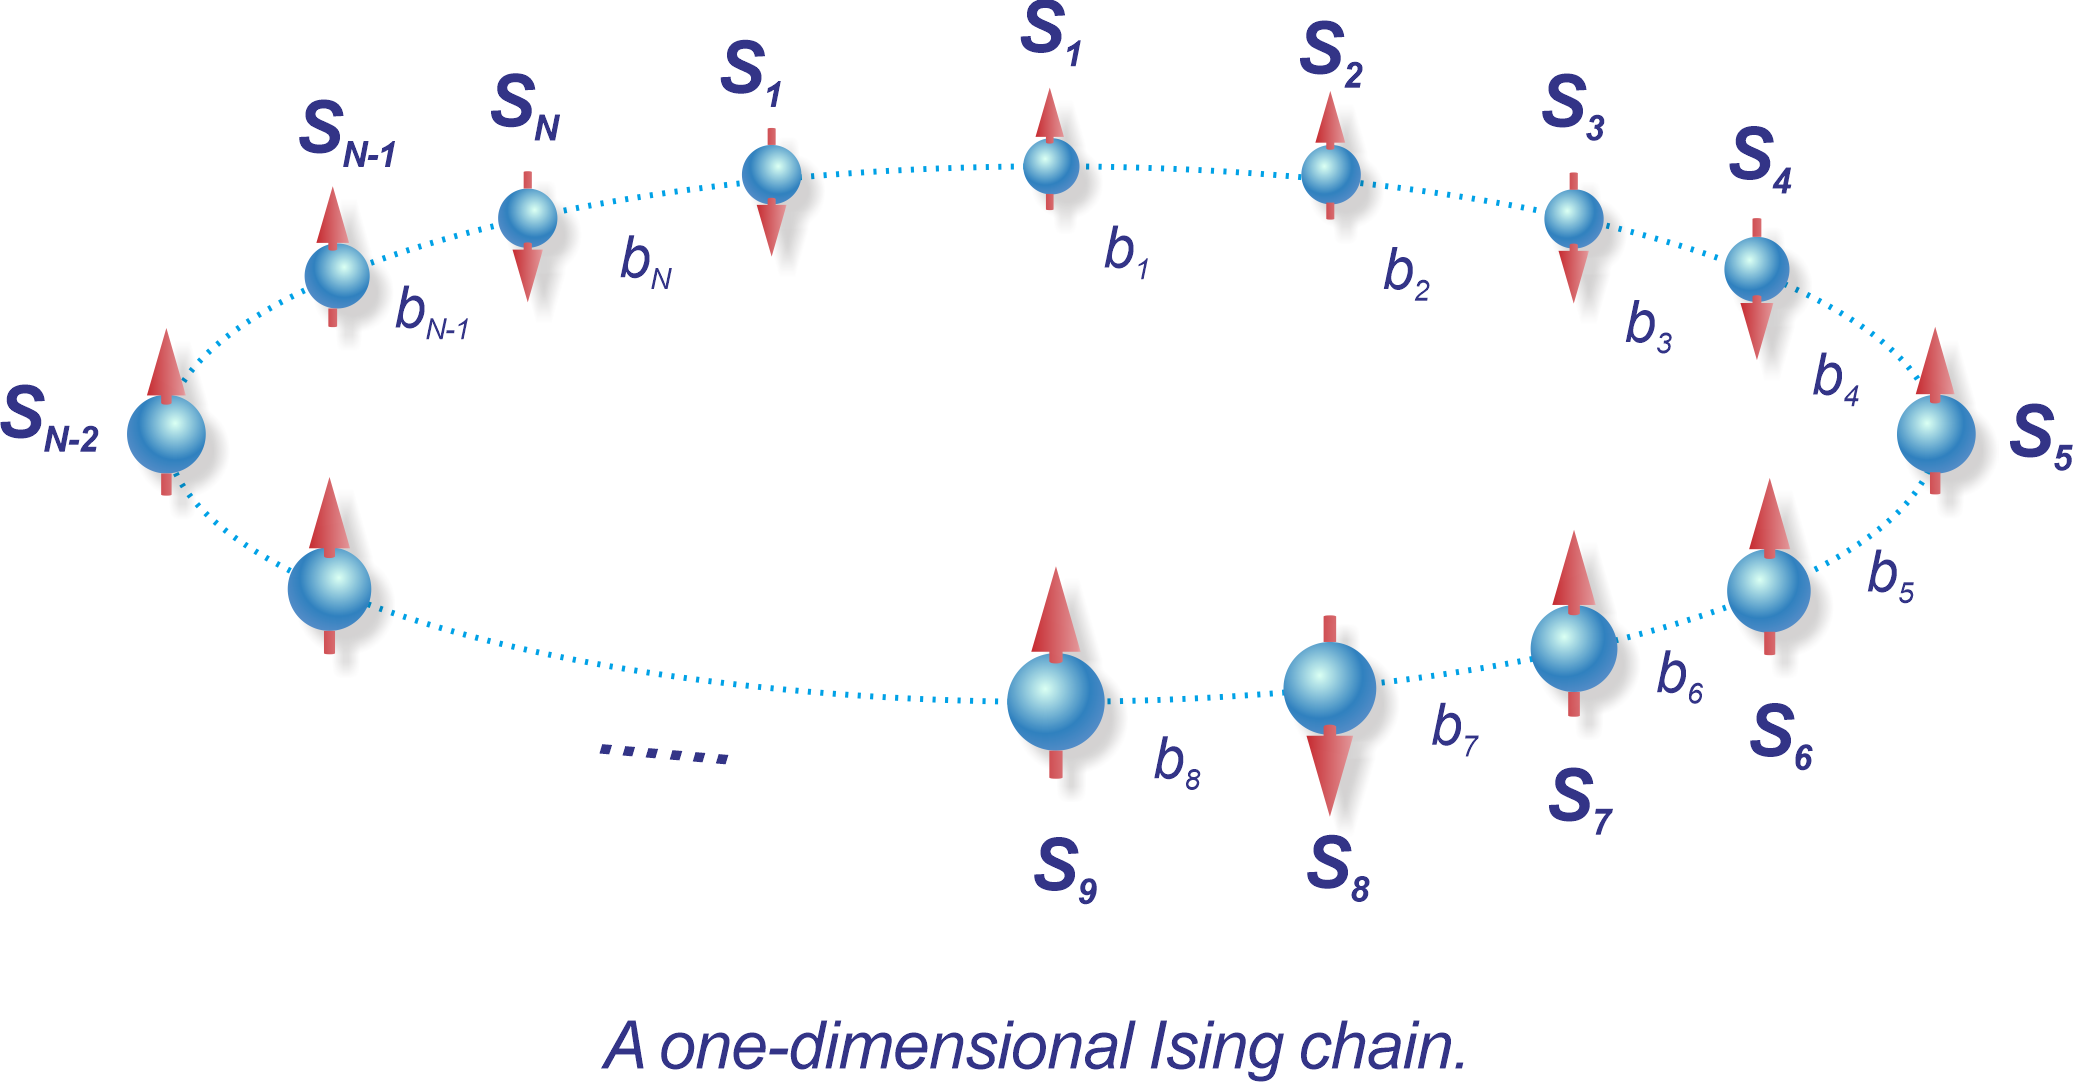 S1
S2
SN
S1
S3
SN-1
S4
bN
b1
b2
bN-1
b3
b4
SN-2
S5
b5
b6
b7
S6
b8
......
S7
S9
S8
A one-dimensional Ising chain.